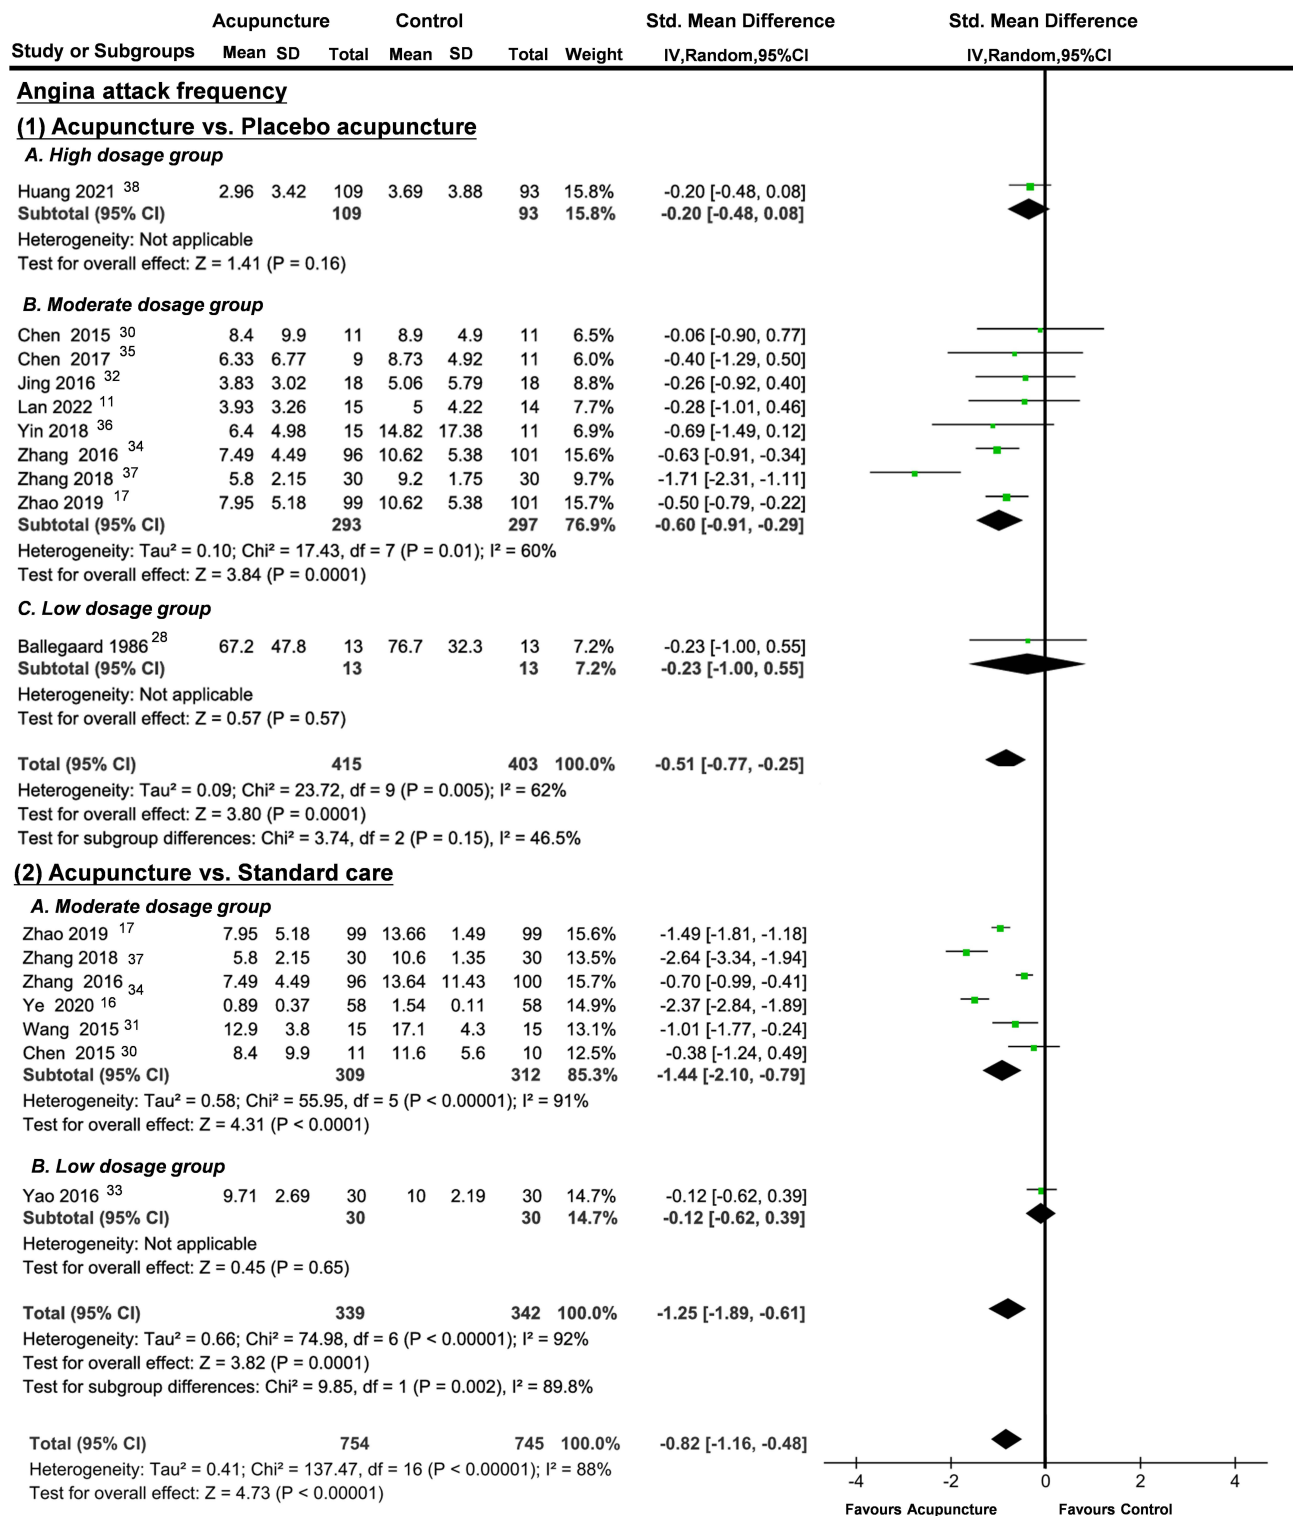 Acupuncture Control Std. Mean Difference Std. Mean Difference
Study or Subgroups Mean SD Total Mean SD Total Weight IV,Random,95%CI IV,Random,95%CI
Angina attack frequency
(1) Acupuncture vs. Placebo acupuncture
A. High dosage group
Huang 2021 38 2.96 3.42 109 3.69 3.88 93 15.8% -0.20 [-0.48, 0.08]
Subtotal (95% CI) 109 93 15.8% -0.20 [-0.48, 0.08]
Heterogeneity: Not applicable
Test for overall effect: Z = 1.41 (P = 0.16)
B. Moderate dosage group
Chen 2015 30 8.4 9.9 11 8.9 4.9 11 6.5% -0.06 [-0.90, 0.77]
Chen 2017 35 6.33 6.77 9 8.73 4.92 11 6.0% -0.40 [-1.29, 0.50]
Jing 2016 32 3.83 3.02 18 5.06 5.79 18 8.8% -0.26 [-0.92, 0.40]
Lan 2022 11 3.93 3.26 15 5 4.22 14 7.7% -0.28 [-1.01, 0.46]
Yin 2018 36 6.4 4.98 15 14.82 17.38 11 6.9% -0.69 [-1.49, 0.12]
Zhang 2016 34 7.49 4.49 96 10.62 5.38 101 15.6% -0.63 [-0.91, -0.34]
Zhang 2018 37 5.8 2.15 30 9.2 1.75 30 9.7% -1.71 [-2.31, -1.11]
Zhao 2019 17 7.95 5.18 99 10.62 5.38 101 15.7% -0.50 [-0.79, -0.22]
Subtotal (95% CI) 293 297 76.9% -0.60 [-0.91, -0.29]
Heterogeneity: Tau² = 0.10; Chi² = 17.43, df = 7 (P = 0.01); I² = 60%
Test for overall effect: Z = 3.84 (P = 0.0001)
C. Low dosage group
Ballegaard 1986 28 67.2 47.8 13 76.7 32.3 13 7.2% -0.23 [-1.00, 0.55]
Subtotal (95% CI) 13 13 7.2% -0.23 [-1.00, 0.55]
Heterogeneity: Not applicable
Test for overall effect: Z = 0.57 (P = 0.57)
Total (95% CI) 415 403 100.0% -0.51 [-0.77, -0.25]
Heterogeneity: Tau² = 0.09; Chi² = 23.72, df = 9 (P = 0.005); I² = 62%
Test for overall effect: Z = 3.80 (P = 0.0001)
Test for subgroup differences: Chi² = 3.74, df = 2 (P = 0.15), I² = 46.5%
(2) Acupuncture vs. Standard care
A. Moderate dosage group
Zhao 2019 17 7.95 5.18 99 13.66 1.49 99 15.6% -1.49 [-1.81, -1.18]
Zhang 2018 37 5.8 2.15 30 10.6 1.35 30 13.5% -2.64 [-3.34, -1.94]
Zhang 2016 34 7.49 4.49 96 13.64 11.43 100 15.7% -0.70 [-0.99, -0.41]
Ye 2020 16 0.89 0.37 58 1.54 0.11 58 14.9% -2.37 [-2.84, -1.89]
Wang 2015 31 12.9 3.8 15 17.1 4.3 15 13.1% -1.01 [-1.77, -0.24]
Chen 2015 30 8.4 9.9 11 11.6 5.6 10 12.5% -0.38 [-1.24, 0.49]
Subtotal (95% CI) 309 312 85.3% -1.44 [-2.10, -0.79]
Heterogeneity: Tau² = 0.58; Chi² = 55.95, df = 5 (P < 0.00001); I² = 91%
Test for overall effect: Z = 4.31 (P < 0.0001)
B. Low dosage group
Yao 2016 33 9.71 2.69 30 10 2.19 30 14.7% -0.12 [-0.62, 0.39]
Subtotal (95% CI) 30 30 14.7% -0.12 [-0.62, 0.39]
Heterogeneity: Not applicable
Test for overall effect: Z = 0.45 (P = 0.65)
Total (95% CI) 339 342 100.0% -1.25 [-1.89, -0.61]
Heterogeneity: Tau² = 0.66; Chi² = 74.98, df = 6 (P < 0.00001); I² = 92%
Test for overall effect: Z = 3.82 (P = 0.0001)
Test for subgroup differences: Chi² = 9.85, df = 1 (P = 0.002), I² = 89.8%
Total (95% CI) 754 745 100.0% -0.82 [-1.16, -0.48]
Heterogeneity: Tau² = 0.41; Chi² = 137.47, df = 16 (P < 0.00001); I² = 88%
Test for overall effect: Z = 4.73 (P < 0.00001)
-4 -2 0 2 4
Favours Acupuncture Favours Control